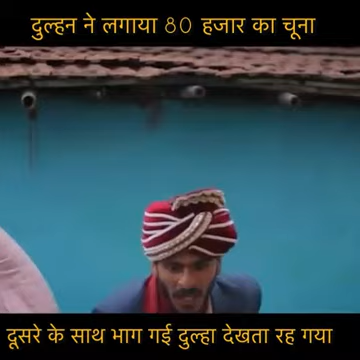 दुल्हन ने लगाया 80 हजार का चूना
दूसरे के साथ भाग गई दुल्हा देखता रह गया